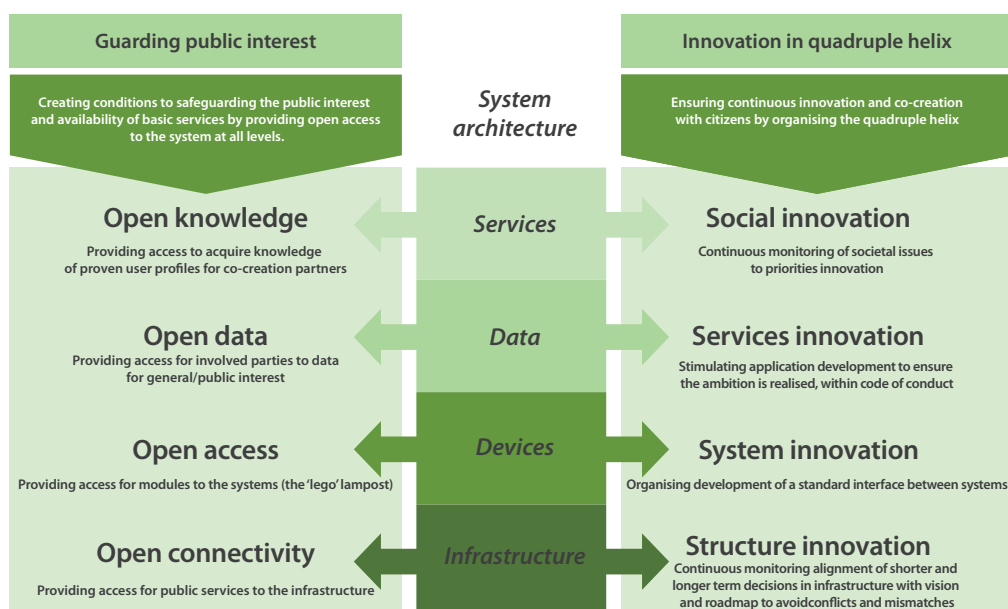 Guarding public interest
Creating conditions to safeguarding the public interest
and availability of basic services by providing open access
to the system at all levels.
Open knowledge
Providing access to acquire knowledge
of proven user profiles for co-creation partners
Open data
Providing access for involved parties to data
for general/public interest
Open access
Providing access for modules to the systems (the 'lego' lampost)
Open connectivity
Providing access for public services to the infrastructure
System
architecture
Services
Data
Devices
Infrastructure
Innovation in quadruple helix
Ensuring continuous innovation and co-creation
with citizens by organising the quadruple helix
Social innovation
Continuous monitoring of societal issues
to priorities innovation
Services innovation
Stimulating application development to ensure
the ambition is realised, within code of conduct
System innovation
Organising development of a standard interface between systems
Structure innovation
Continuous monitoring alignment of shorter and
longer term decisions in infrastructure with vision
and roadmap to avoidconflicts and mismatches